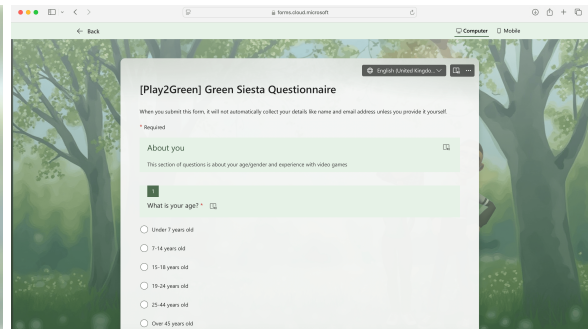 forms.cloud.microsoft
Back
Computer
Mobile
English (United Kingdo...
[Play2Green] Green Siesta Questionnaire
When you submit this form, it will not automatically collect your details like name and email address unless you provide it yourself.
* Required
About you
This section of questions is about your age/gender and experience with video games.
1
What is your age? *
Under 7 years old
7-14 years old
15-18 years old
19-24 years old
25-44 years old
Over 45 years old